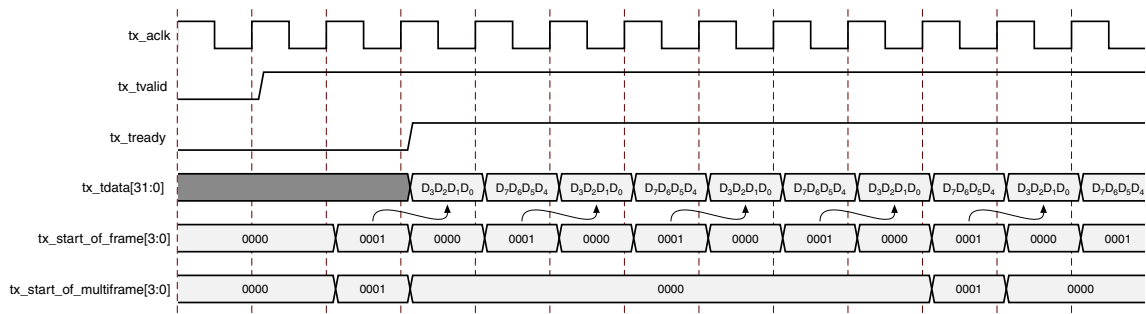 tx_aclk
tx_tvalid
tx_tready
tx_tdata[31:0] D3D2D1D0 D7D6D5D4 D3D2D1D0 D7D6D5D4 D3D2D1D0 D7D6D5D4 D3D2D1D0 D7D6D5D4 D3D2D1D0 D7D6D5D4
tx_start_of_frame[3:0] 0000 0001 0000 0001 0000 0001 0000 0001 0000 0001 0000 0001
tx_start_of_multiframe[3:0] 0000 0001 0000 0001 0000